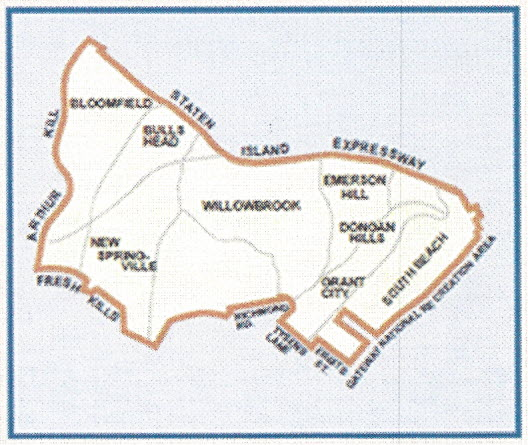 BLOOMFIELD
BULLS
HEAD
STATEN
ISLAND
EXPRESSWAY
KILL
ARTHUR
EMERSON
HILL
WILLOWBROOK
DONGAN
HILLS
NEW
SPRING-
VILLE
GRANT
CITY
SOUTH BEACH
FRESH
KILLS
RICHMOND
RD.
TYSENS
LANE
ST.
GATEWAY NATIONAL RECREATION AREA